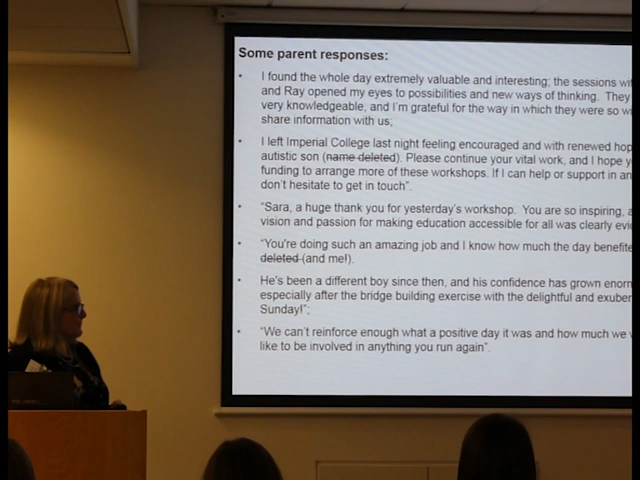 Some parent responses:
• I found the whole day extremely valuable and interesting; the sessions
and Ray opened my eyes to possibilities and new ways of thinking. They
very knowledgeable, and I'm grateful for the way in which they were so
share information with us;
• I left Imperial College last night feeling encouraged and with renewed
autistic son (name deleted). Please continue your vital work, and I hope
funding to arrange more of these workshops. If I can help or support in
don't hesitate to get in touch".
• "Sara, a huge thank you for yesterday's workshop. You are so inspiring,
vision and passion for making education accessible for all was clearly
• "You're doing such an amazing job and I know how much the day
deleted (and me!).
• He's been a different boy since then, and his confidence has grown
especially after the bridge building exercise with the delightful and
Sunday!";
• "We can't reinforce enough what a positive day it was and how much we
like to be involved in anything you run again".